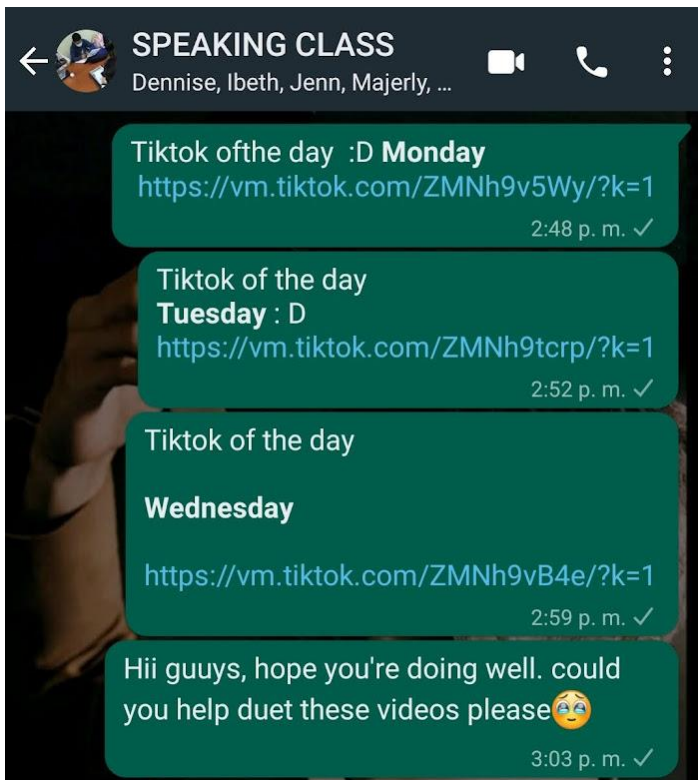 SPEAKING CLASS
Dennise, Ibeth, Jenn, Majerly, ...
Tiktok ofthe day :D Monday
https://vm.tiktok.com/ZMNh9v5Wy/?k=1
2:48 p. m.
Tiktok of the day
Tuesday : D
https://vm.tiktok.com/ZMNh9tcrp/?k=1
2:52 p. m.
Tiktok of the day
Wednesday
https://vm.tiktok.com/ZMNh9vB4e/?k=1
2:59 p. m.
Hii guuys, hope you're doing well. could
you help duet these videos please🥹
3:03 p. m.